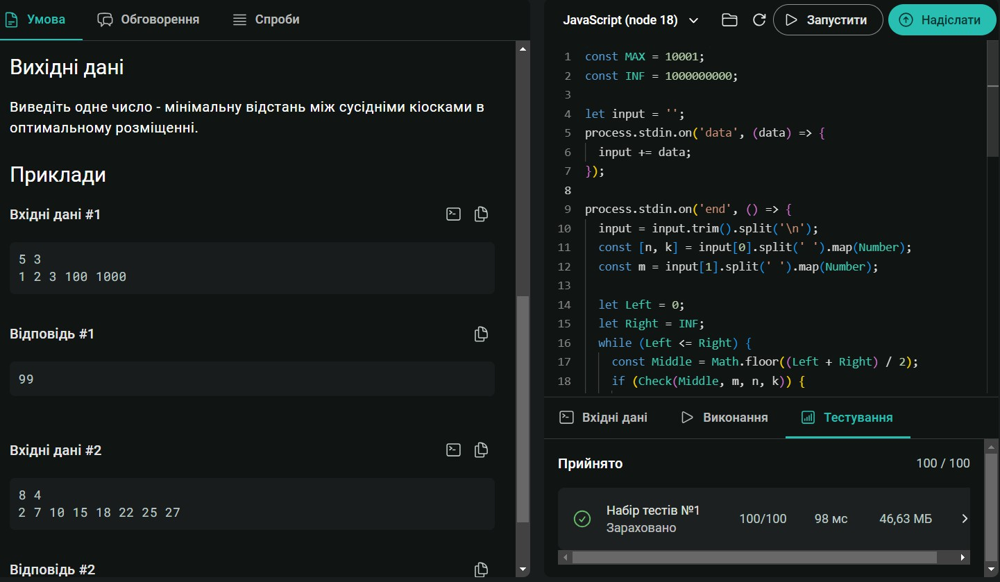 Умова
Обговорення
Спроби
Вихідні дані
Виведіть одне число - мінімальну відстань між сусідніми кіосками в
оптимальному розміщенні.
Приклади
Вхідні дані #1
5 3
1 2 3 100 1000
Відповідь #1
99
Вхідні дані #2
8 4
2 7 10 15 18 22 25 27
Відповідь #2
JavaScript (node 18)
Запустити
Надіслати
1 const MAX = 10001;
2 const INF = 1000000000;
3
4 let input = '';
5 process.stdin.on('data', (data) => {
6 input += data;
7 });
8
9 process.stdin.on('end', () => {
10 input = input.trim().split('\n');
11 const [n, k] = input[0].split(' ').map(Number);
12 const m = input[1].split(' ').map(Number);
13
14 let Left = 0;
15 let Right = INF;
16 while (Left <= Right) {
17 const Middle = Math.floor((Left + Right) / 2);
18 if (Check(Middle, m, n, k)) {
Вхідні дані
Виконання
Тестування
Прийнято
100 / 100
Набір тестів №1
Зараховано
100/100
98 мс
46,63 МБ